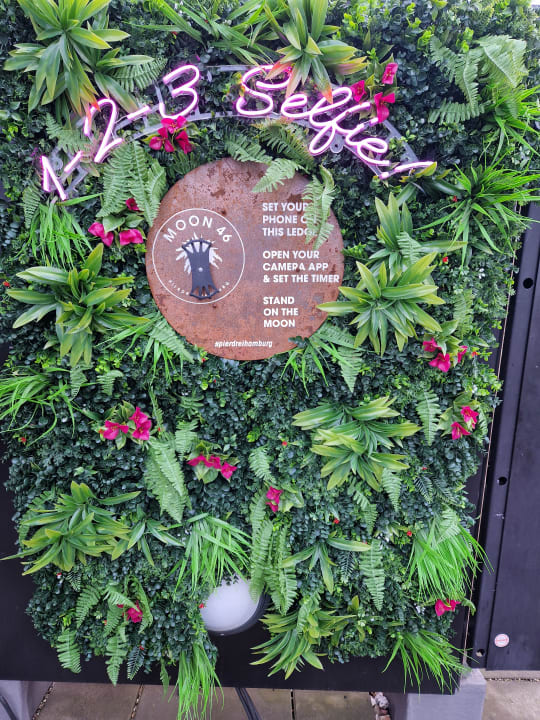 1-2-3 Selfie
MOON 46
SET YOUR
PHONE ON
THIS LEDGE
OPEN YOUR
CAMERA APP
& SET THE TIMER
STAND
ON THE
MOON
#pierdreihamburg